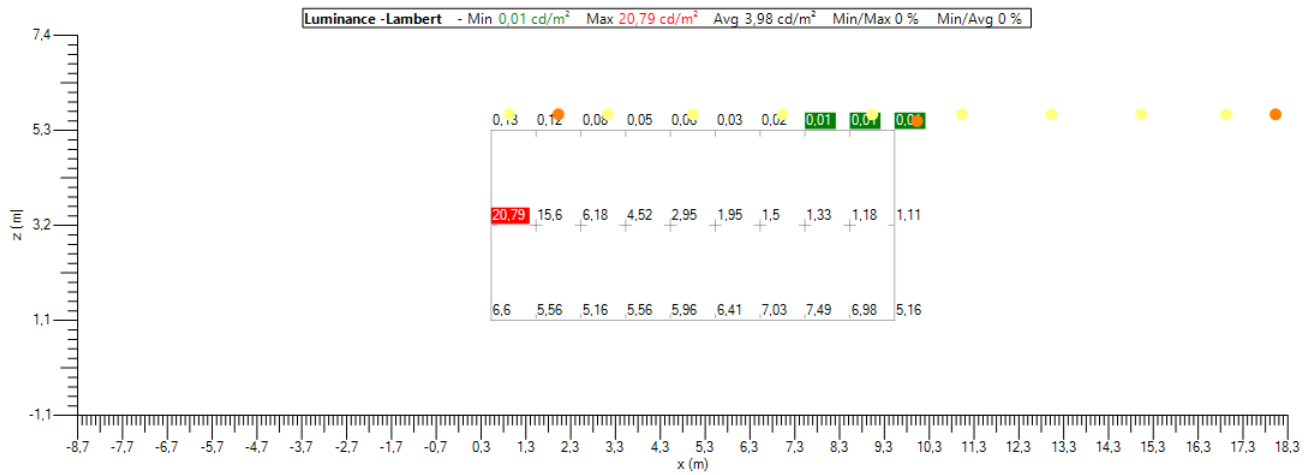 Luminance -Lambert - Min 0,01 cd/m² Max 20,79 cd/m² Avg 3,98 cd/m² Min/Max 0 % Min/Avg 0 %
7,4
5,3
3,2
1,1
-1,1
z (m)
0,13 0,12 0,08 0,05 0,06 0,03 0,02 0,01 0,01
20,79 15,6 6,18 4,52 2,95 1,95 1,5 1,33 1,18 1,11
6,6 5,56 5,16 5,56 5,96 6,41 7,03 7,49 6,98 5,16
-8,7 -7,7 -6,7 -5,7 -4,7 -3,7 -2,7 -1,7 -0,7 0,3 1,3 2,3 3,3 4,3 5,3 6,3 7,3 8,3 9,3 10,3 11,3 12,3 13,3 14,3 15,3 16,3 17,3 18,3
x (m)